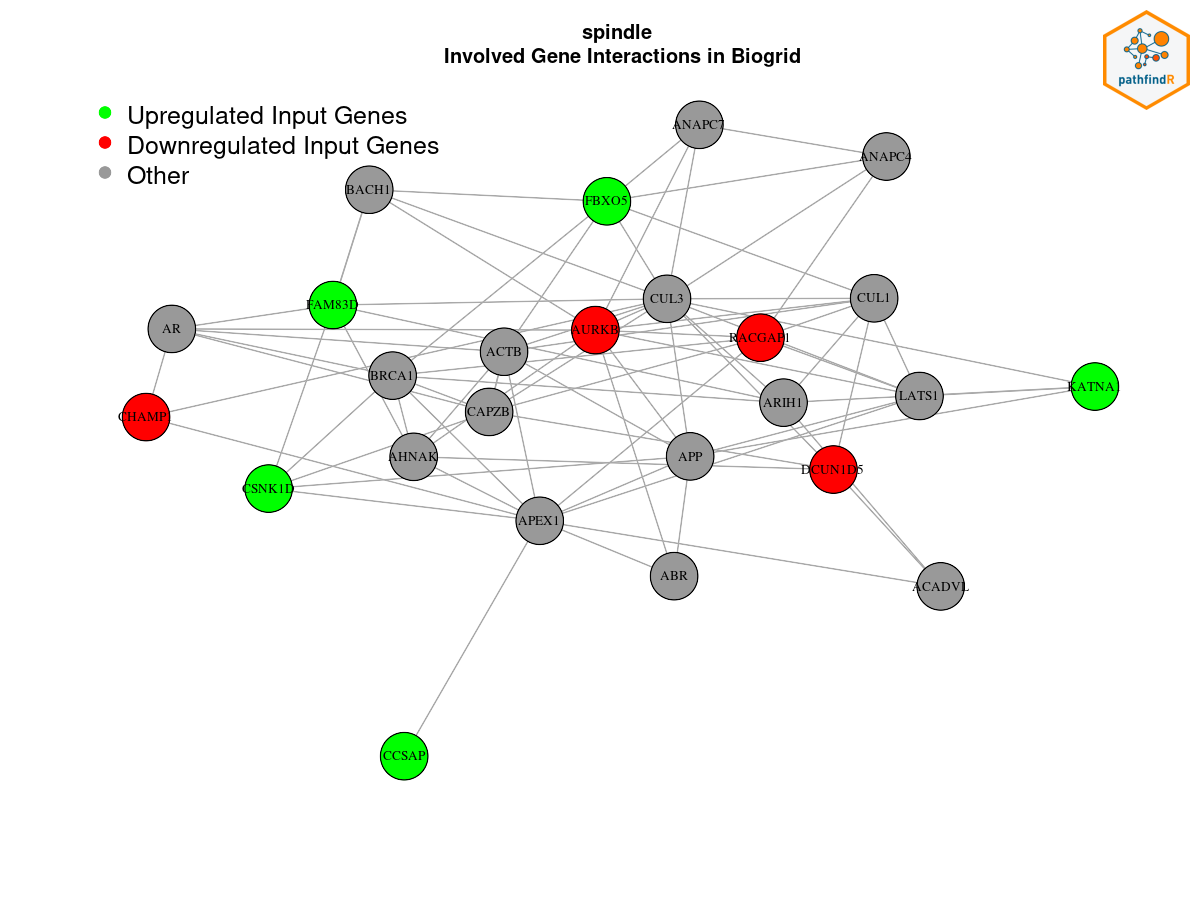 spindle
Involved Gene Interactions in Biogrid
pathfindR
Upregulated Input Genes
Downregulated Input Genes
Other
ANAPC7
ANAPC4
BACH1
FBXO5
CUL3
CUL1
FAM83D
AR
AURKB
RACGAP1
ACTB
BRCA1
KATNA
LATS1
ARIH1
CAPZB
CHAMP
AHNAK
APP
DCUN1D5
CSNK1D
APEX1
ABR
ACADVL
CCSAP